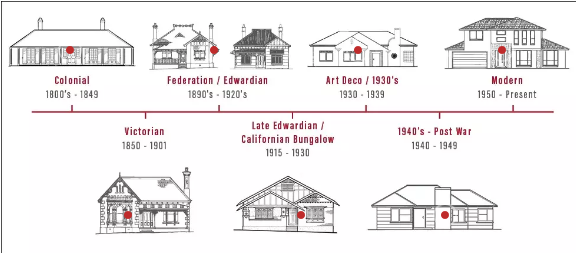 Colonial
1800's - 1849
Federation / Edwardian
1890's - 1920's
Art Deco / 1930's
1930 - 1939
Modern
1950 - Present
Victorian
1850 - 1901
Late Edwardian /
Californian Bungalow
1915 - 1930
1940's - Post War
1940 - 1949